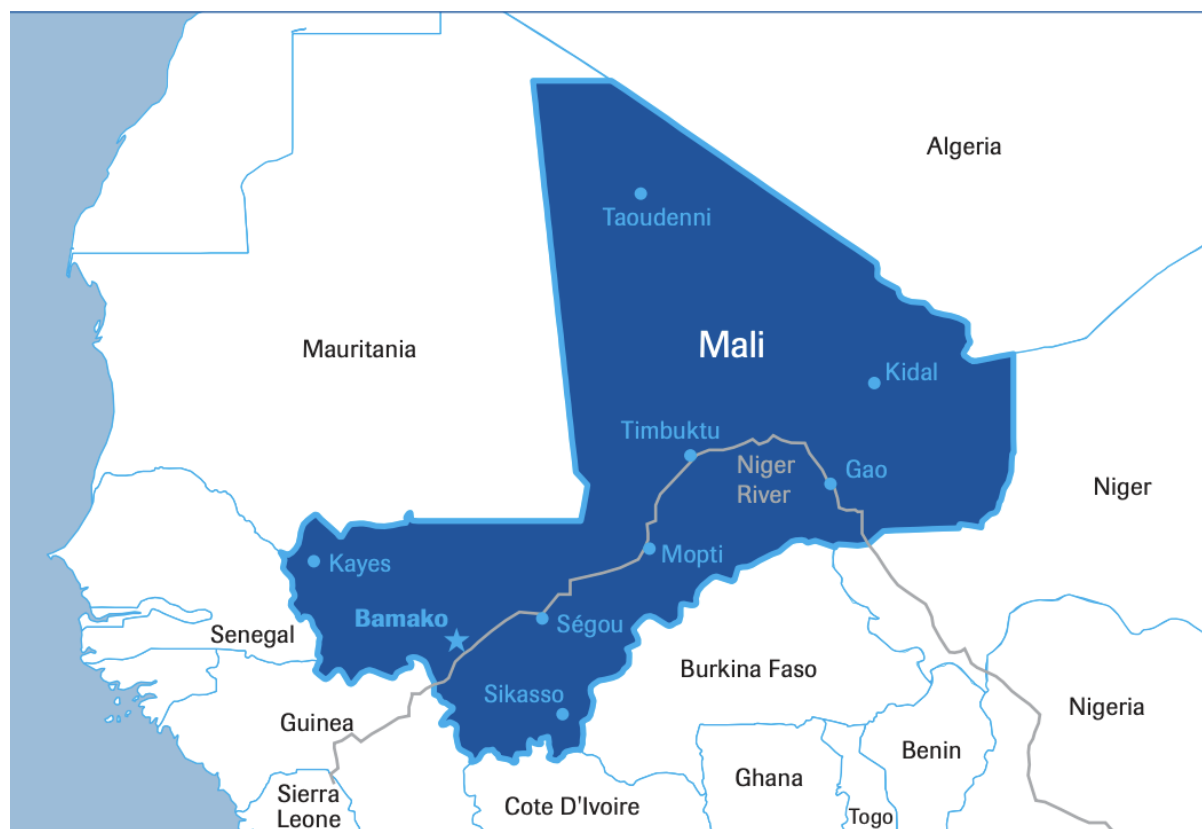 Algeria
Taoudenni
Mauritania
Mali
Kidal
Timbuktu
Niger
River
Gao
Niger
Kayes
Mopti
Bamako
Ségou
Senegal
Burkina Faso
Sikasso
Guinea
Nigeria
Benin
Ghana
Sierra
Leone
Cote D'Ivoire
Togo